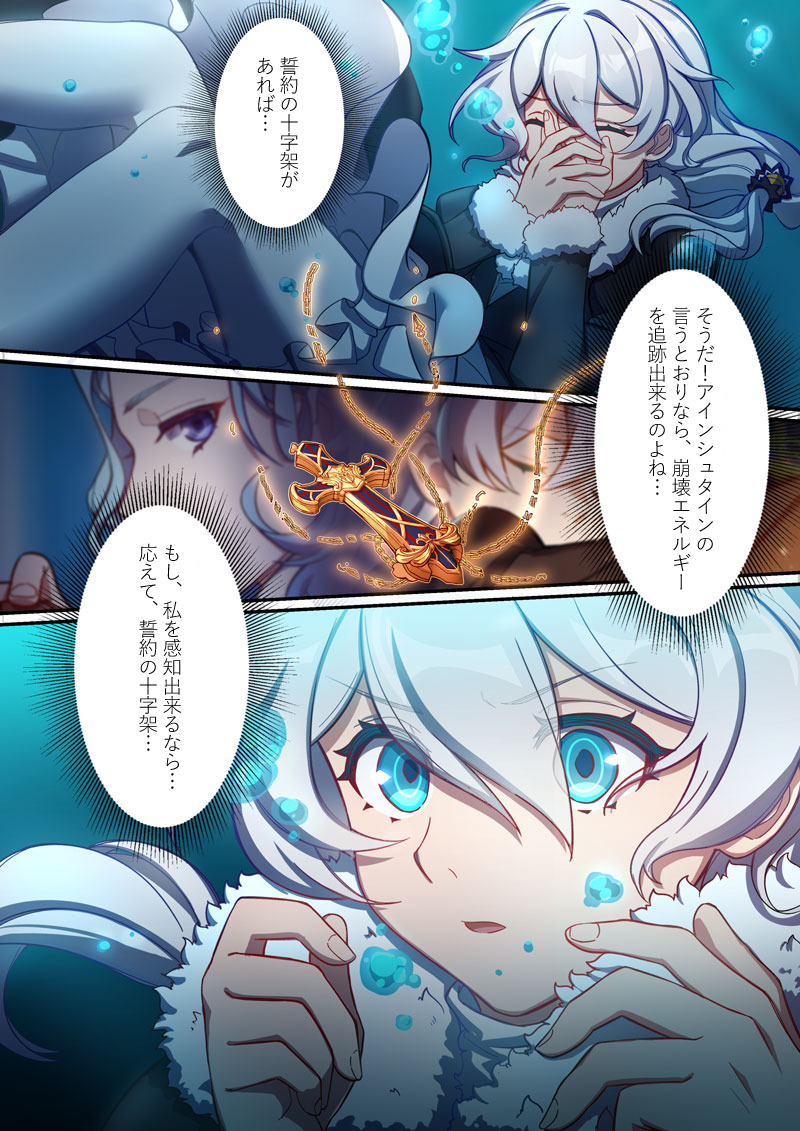 誓約の十字架が
あれば…
そうだ！アインシュタインの
言うとおりなら、崩壊エネルギー
を追跡出来るのよね…
もし、私を感知出来るなら…
応えて、誓約の十字架…